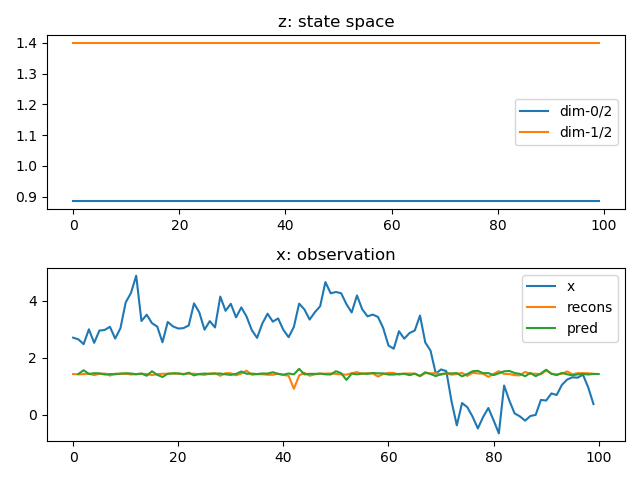 z: state space
1.4
1.3
1.2
1.1
1.0
0.9
dim-0/2
dim-1/2
0 20 40 60 80 100
x: observation
4
2
0
x
recons
pred
0 20 40 60 80 100